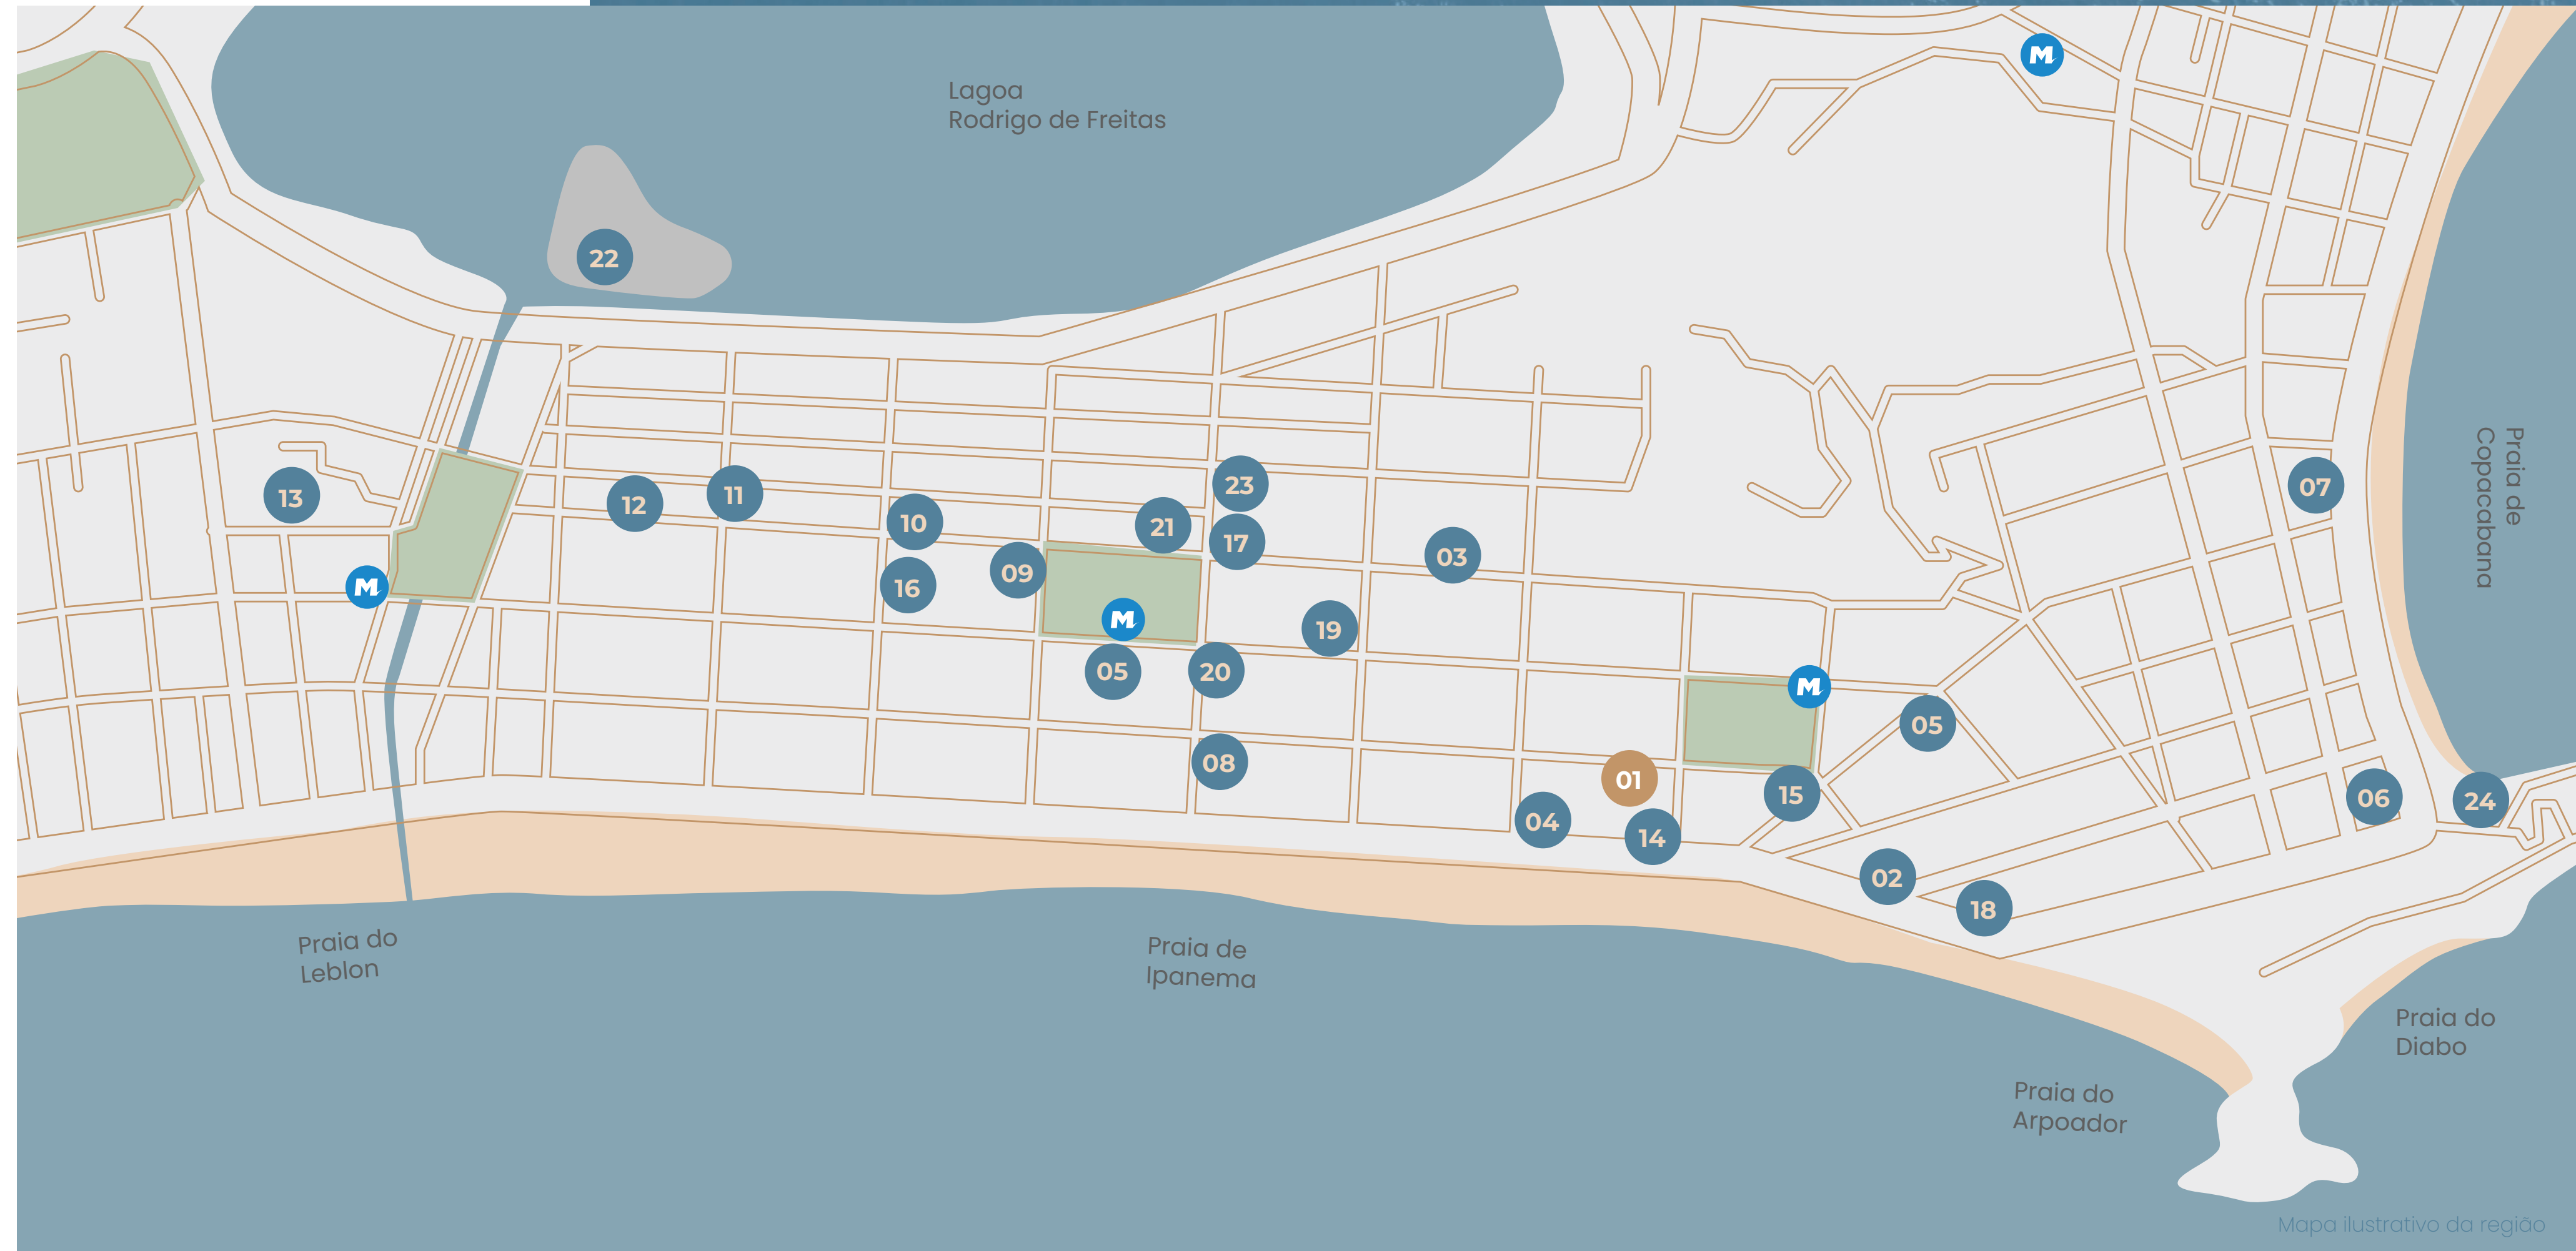 M
Lagoa
Rodrigo de Freitas
22
Praia de
Copacabana
23
07
13
12
11
10
21
17
03
09
16
M
M
19
05
20
M
05
08
01
15
04
14
06
24
02
18
Praia do
Leblon
Praia de
Ipanema
Praia do
Diabo
Praia do
Arpoador
Mapa ilustrativo da região